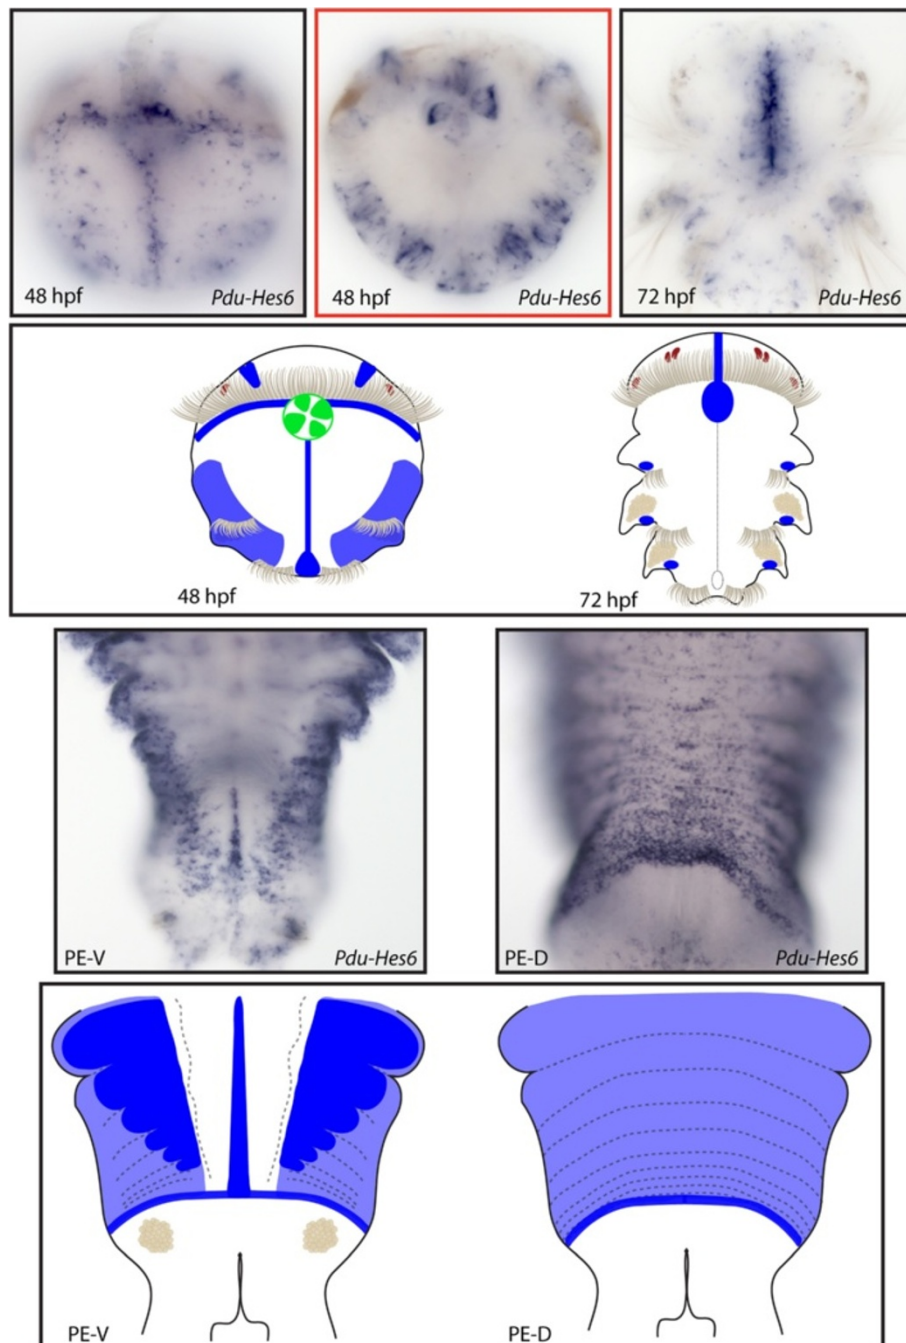 48 hpf Pdu-Hes6
48 hpf Pdu-Hes6
72 hpf Pdu-Hes6
48 hpf
72 hpf
PE-V Pdu-Hes6
PE-D Pdu-Hes6
PE-V
PE-D